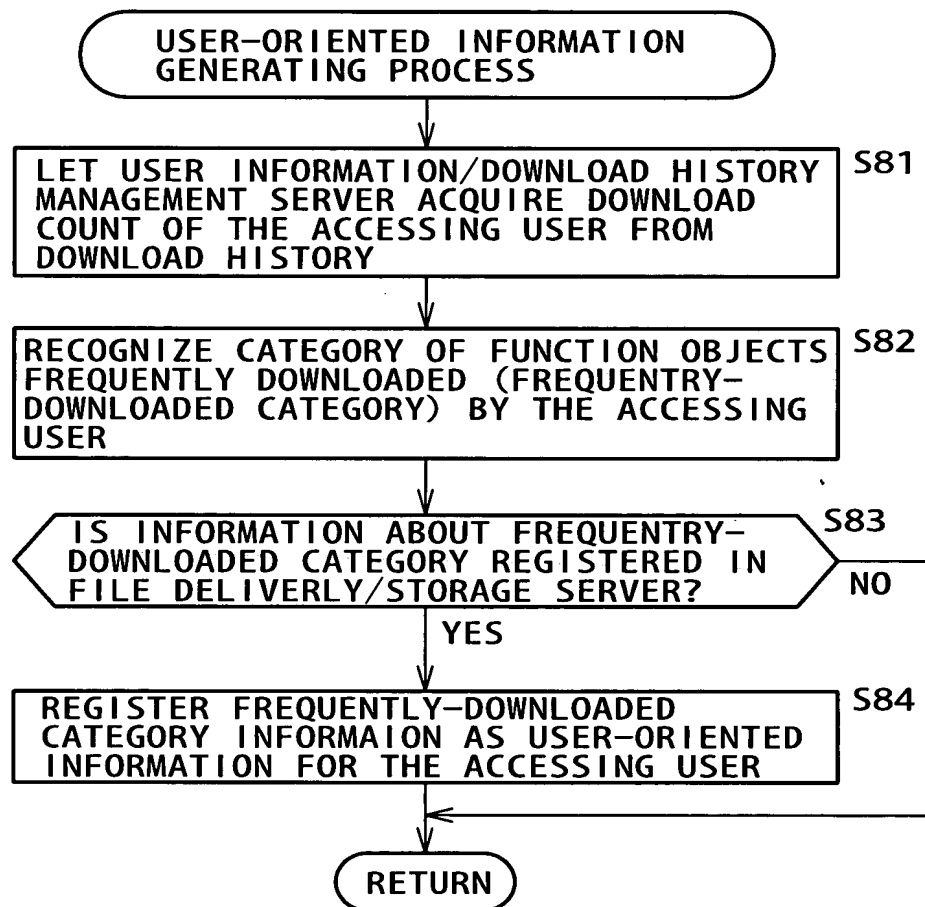 USER-ORIENTED INFORMATION
GENERATING PROCESS
LET USER INFORMATION/DOWNLOAD HISTORY
MANAGEMENT SERVER ACQUIRE DOWNLOAD
COUNT OF THE ACCESSING USER FROM
DOWNLOAD HISTORY
S81
RECOGNIZE CATEGORY OF FUNCTION OBJECTS
FREQUENTLY DOWNLOADED (FREQUENTRY-
DOWNLOADED CATEGORY) BY THE ACCESSING
USER
S82
IS INFORMATION ABOUT FREQUENTRY-
DOWNLOADED CATEGORY REGISTERED IN
FILE DELIVERLY/STORAGE SERVER?
S83
NO
YES
REGISTER FREQUENTLY-DOWNLOADED
CATEGORY INFORMAION AS USER-ORIENTED
INFORMATION FOR THE ACCESSING USER
S84
RETURN